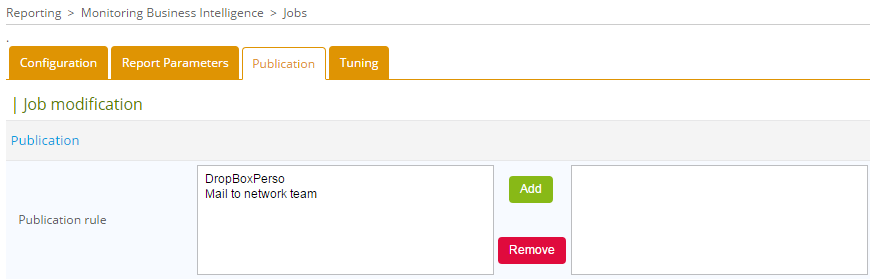 Reporting > Monitoring Business Intelligence > Jobs
.
Configuration Report Parameters Publication Tuning
| Job modification
Publication
DropBoxPerso
Mail to network team
Add
Publication rule
Remove